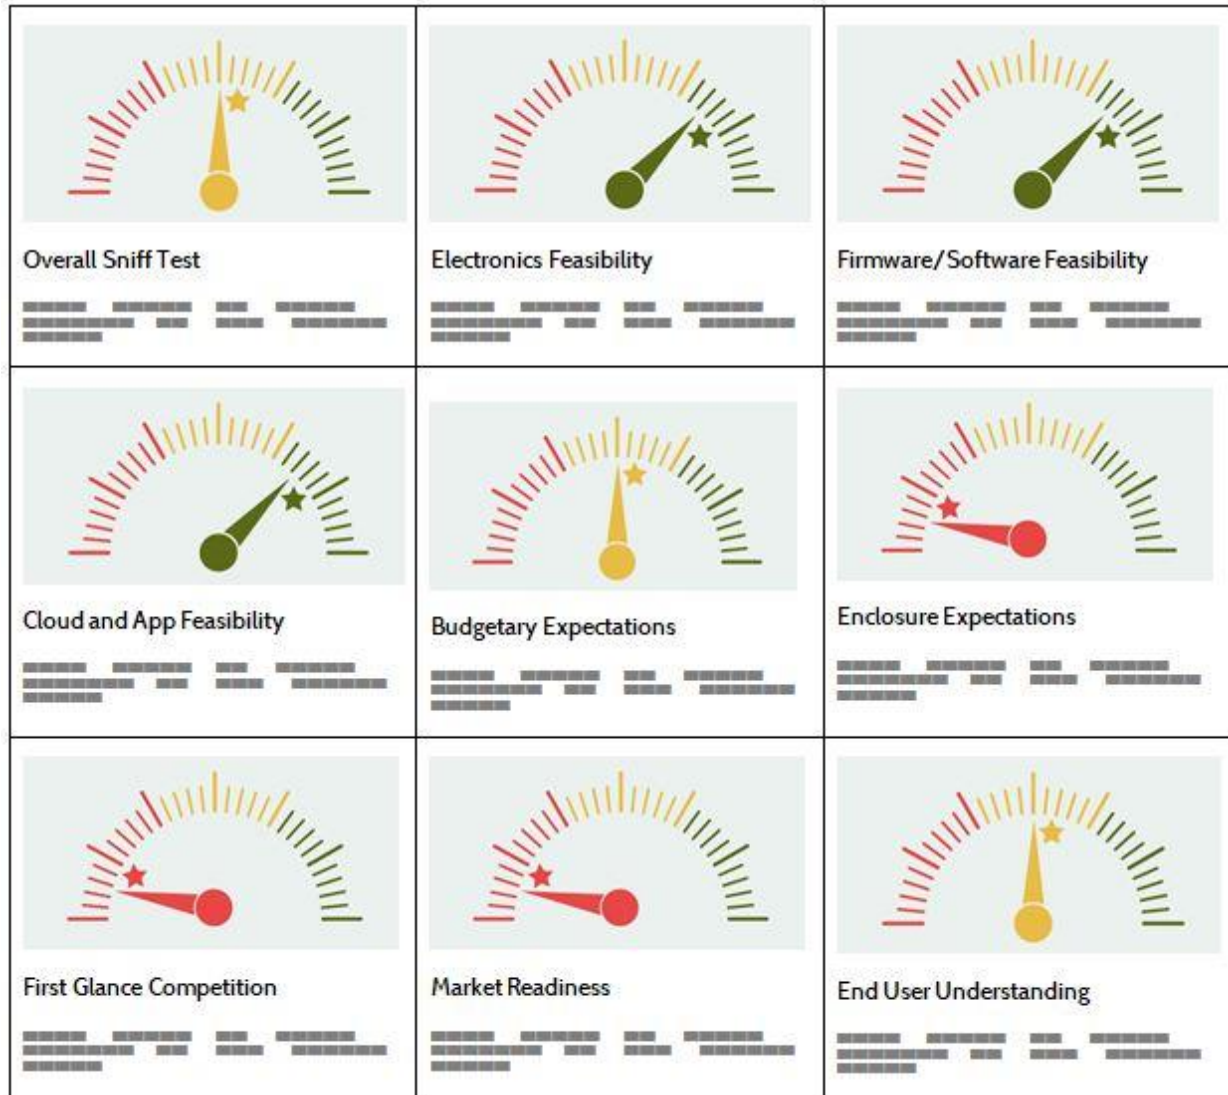 Overall Sniff Test
Electronics Feasibility
Firmware/Software Feasibility
Cloud and App Feasibility
Budgetary Expectations
Enclosure Expectations
First Glance Competition
Market Readiness
End User Understanding